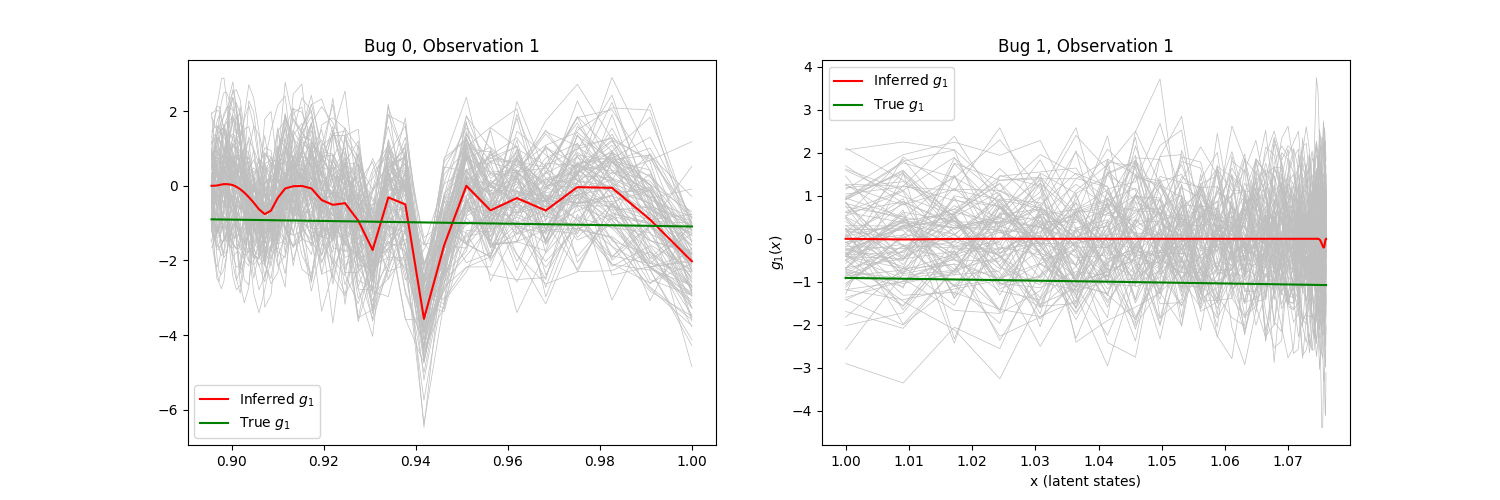 Bug 0, Observation 1
2
0
−2
−4
−6
Inferred g₁
True g₁
0.90 0.92 0.94 0.96 0.98 1.00
Bug 1, Observation 1
Inferred g₁
True g₁
4
3
2
1
0
−1
−2
−3
−4
g₁(x)
1.00 1.01 1.02 1.03 1.04 1.05 1.06 1.07
x (latent states)